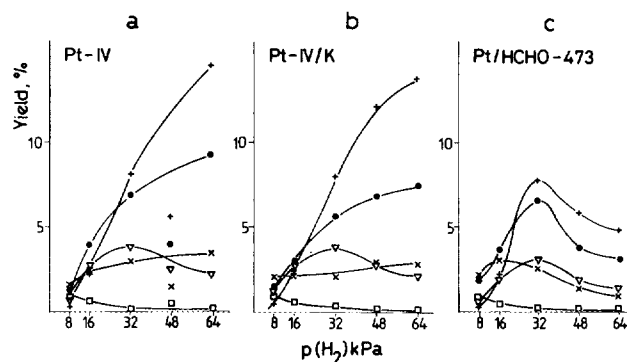 a b c
Pt-IV Pt-IV/K Pt/HCHO-473
Yield, %
10 10 10
5 5 5
8 16 32 48 64 8 16 32 48 64 8 16 32 48 64
p(H₂)kPa